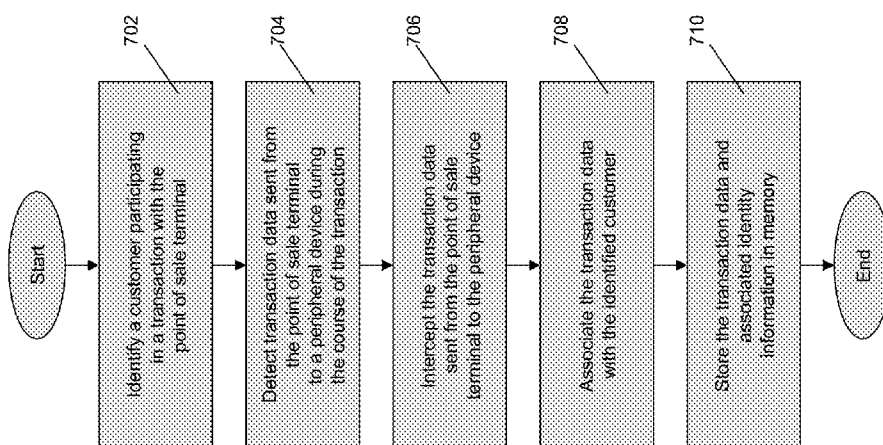 Start
702
Identify a customer participating
in a transaction with the
point of sale terminal
704
Detect transaction data sent from
the point of sale terminal
to a peripheral device during
the course of the transaction
706
Intercept the transaction data
sent from the point of sale
terminal to the peripheral device
708
Associate the transaction data
with the identified customer
710
Store the transaction data and
associated identity
information in memory
End